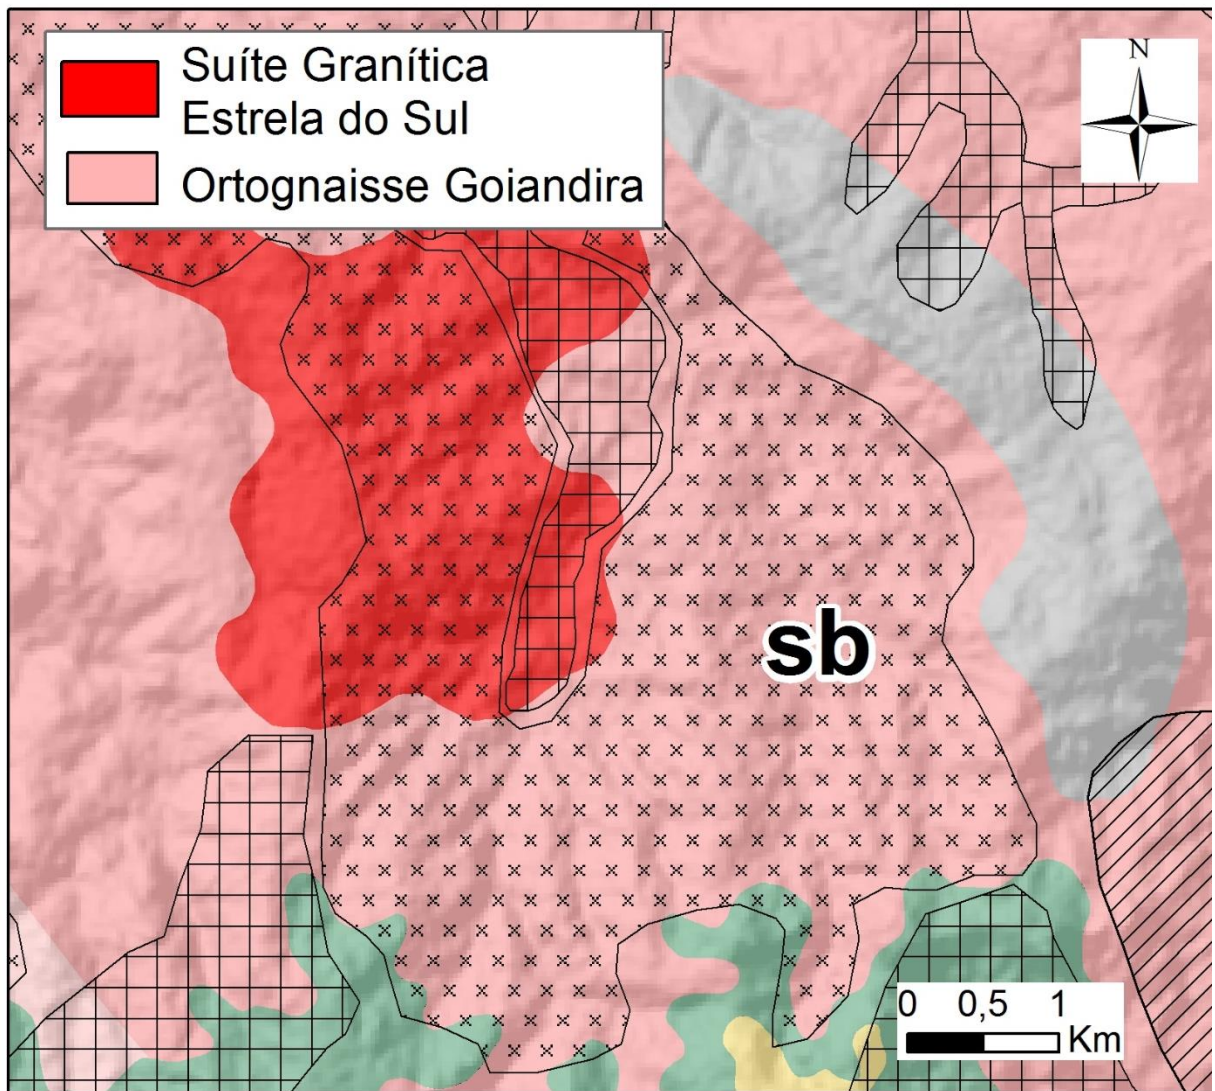 Suíte Granítica
Estrela do Sul
Ortognaisse Goiandira
N
sb
0 0,5 1
Km